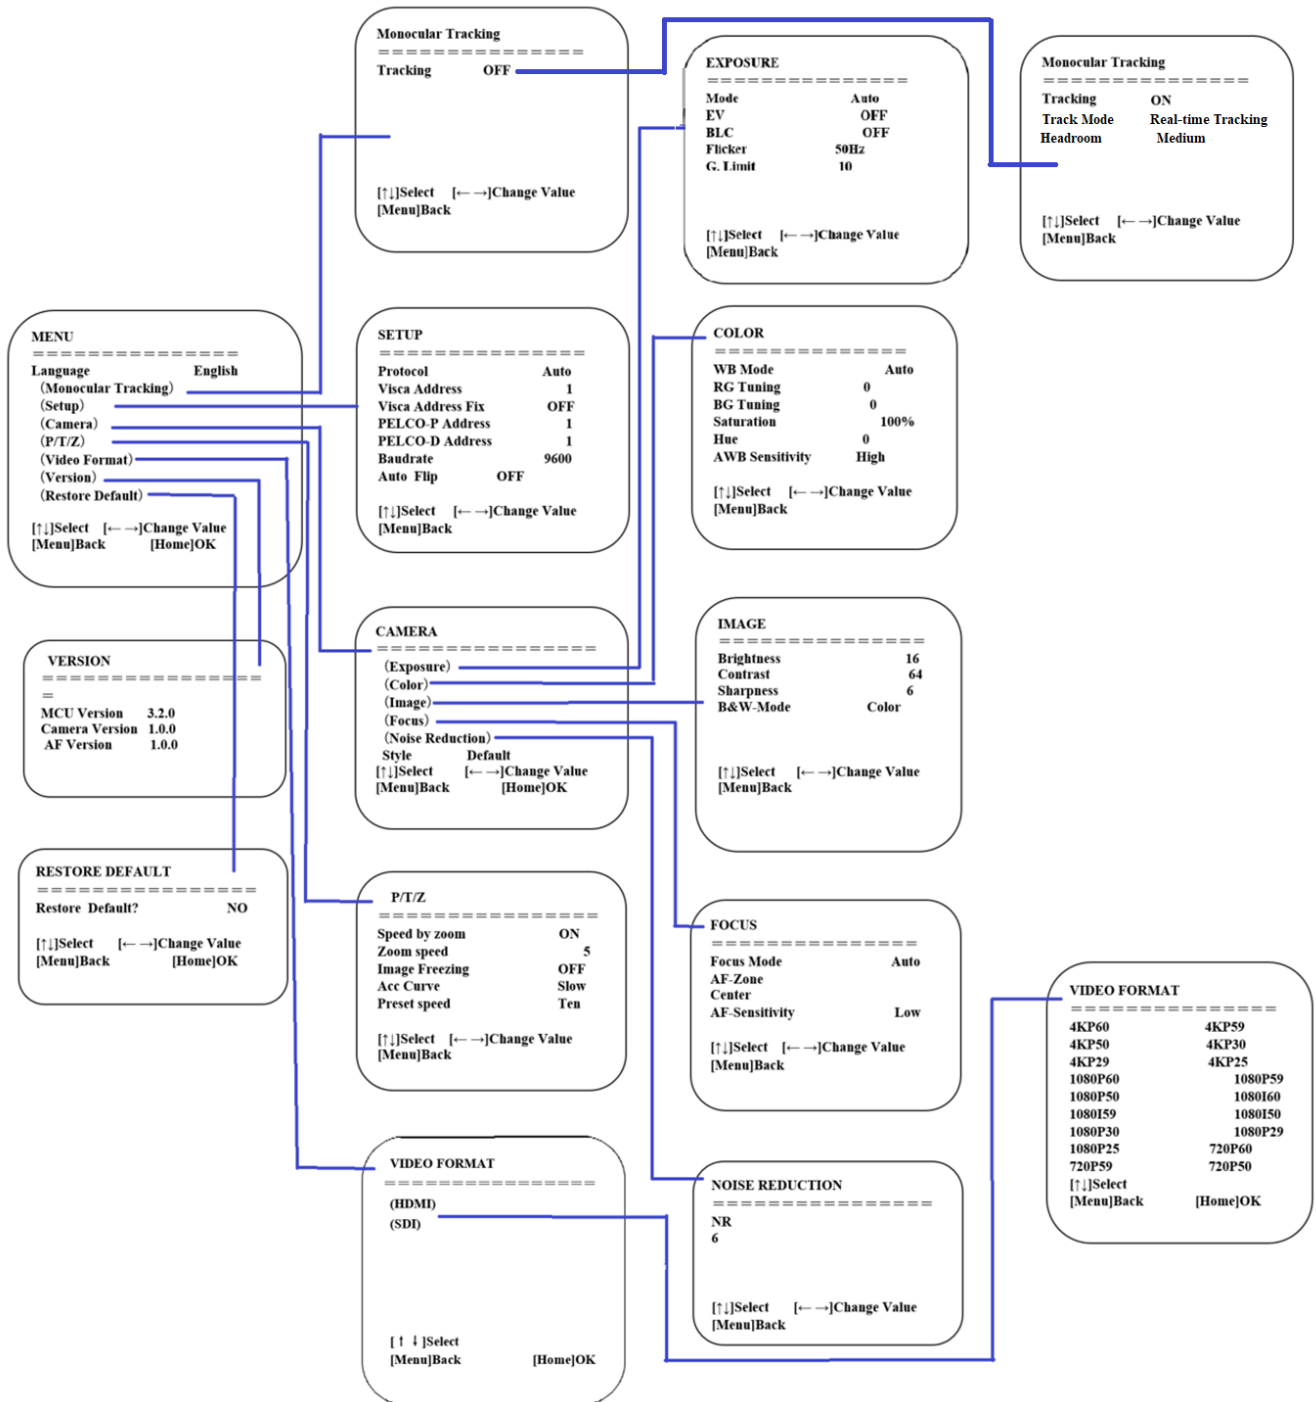 Monocular Tracking
===============
Tracking OFF
[↑↓]Select [←→]Change Value
[Menu]Back
EXPOSURE
===============
Mode Auto
EV OFF
BLC OFF
Flicker 50Hz
G. Limit 10
[↑↓]Select [←→]Change Value
[Menu]Back
Monocular Tracking
===============
Tracking ON
Track Mode Real-time Tracking
Headroom Medium
[↑↓]Select [←→]Change Value
[Menu]Back
MENU
===============
Language English
(Monocular Tracking)
(Setup)
(Camera)
(P/T/Z)
(Video Format)
(Version)
(Restore Default)
[↑↓]Select [←→]Change Value
[Menu]Back [Home]OK
SETUP
===============
Protocol Auto
Visca Address 1
Visca Address Fix OFF
PELCO-P Address 1
PELCO-D Address 1
Baudrate 9600
Auto Flip OFF
[↑↓]Select [←→]Change Value
[Menu]Back
COLOR
==============
WB Mode Auto
RG Tuning 0
BG Tuning 0
Saturation 100%
Hue 0
AWB Sensitivity High
[↑↓]Select [←→]Change Value
[Menu]Back
VERSION
================
=
MCU Version 3.2.0
Camera Version 1.0.0
AF Version 1.0.0
CAMERA
================
(Exposure)
(Color)
(Image)
(Focus)
(Noise Reduction)
Style Default
[↑↓]Select [←→]Change Value
[Menu]Back [Home]OK
IMAGE
===============
Brightness 16
Contrast 64
Sharpness 6
B&W-Mode Color
[↑↓]Select [←→]Change Value
[Menu]Back
RESTORE DEFAULT
================
Restore Default? NO
[↑↓]Select [←→]Change Value
[Menu]Back [Home]OK
P/T/Z
================
Speed by zoom ON
Zoom speed 5
Image Freezing OFF
Acc Curve Slow
Preset speed Ten
[↑↓]Select [←→]Change Value
[Menu]Back
FOCUS
===============
Focus Mode Auto
AF-Zone
Center
AF-Sensitivity Low
[↑↓]Select [←→]Change Value
[Menu]Back
VIDEO FORMAT
===============
4KP60 4KP59
4KP50 4KP30
4KP29 4KP25
1080P60 1080P59
1080P50 1080I60
1080I59 1080I50
1080P30 1080P29
1080P25 720P60
720P59 720P50
[↑↓]Select
[Menu]Back [Home]OK
VIDEO FORMAT
================
(HDMI)
(SDI)
[↑↓]Select
[Menu]Back [Home]OK
NOISE REDUCTION
================
NR
6
[↑↓]Select [←→]Change Value
[Menu]Back